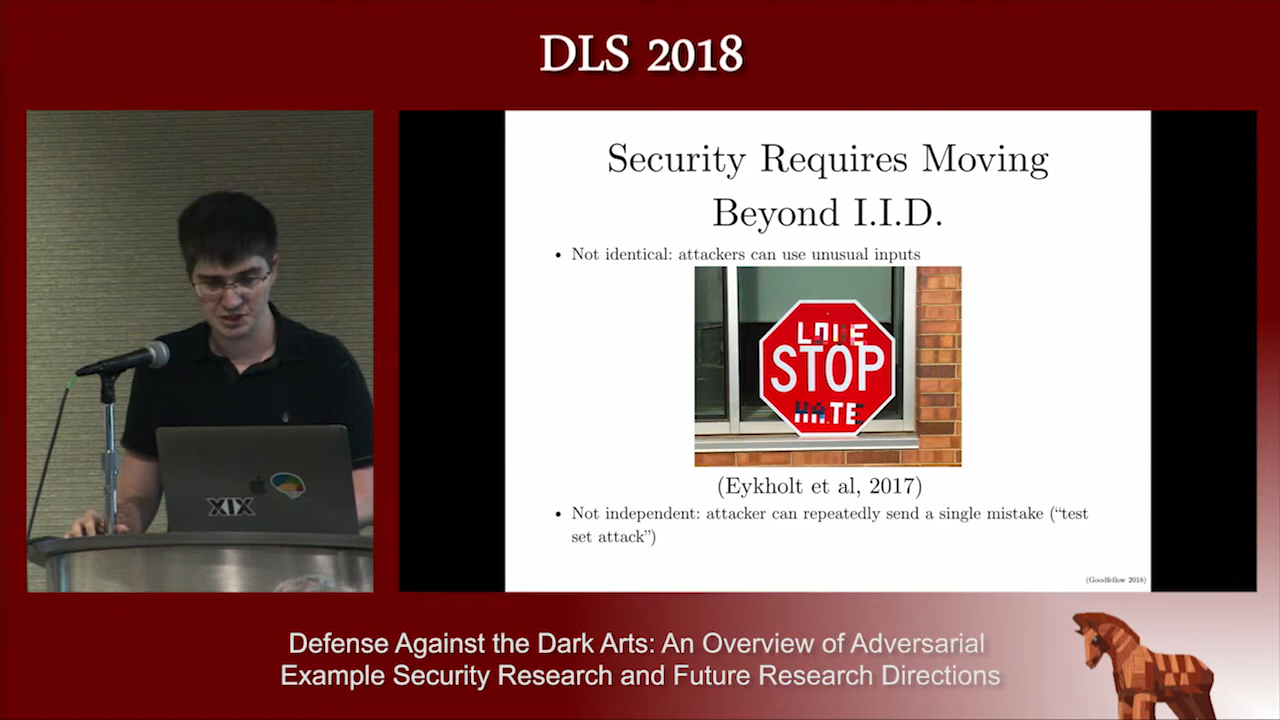 DLS 2018
Security Requires Moving
Beyond I.I.D.
• Not identical: attackers can use unusual inputs
LOVE
STOP
HATE
(Eykholt et al, 2017)
• Not independent: attacker can repeatedly send a single mistake (“test
set attack”)
(Goodfellow 2018)
XIX
Defense Against the Dark Arts: An Overview of Adversarial
Example Security Research and Future Research Directions